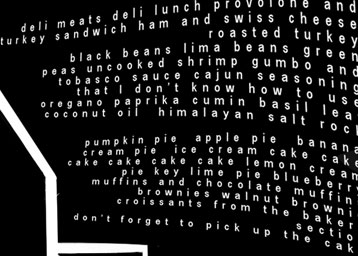 deli meats deli lunch provolone and
turkey sandwich ham and swiss cheese
roasted turkey
black beans lima beans green
peas uncooked shrimp gumbo and
tobasco sauce cajun seasoning
that I don't know how to use
oregano paprika cumin basil lea
coconut oil himalayan salt roc
pumpkin pie apple pie banana
cream pie ice cream cake cake
cake cake cake cake lemon cream
pie key lime pie blueberr
muffins and chocolate muffin
brownies walnut browni
croissants from the baker
sectio
don't forget to pick up the cak